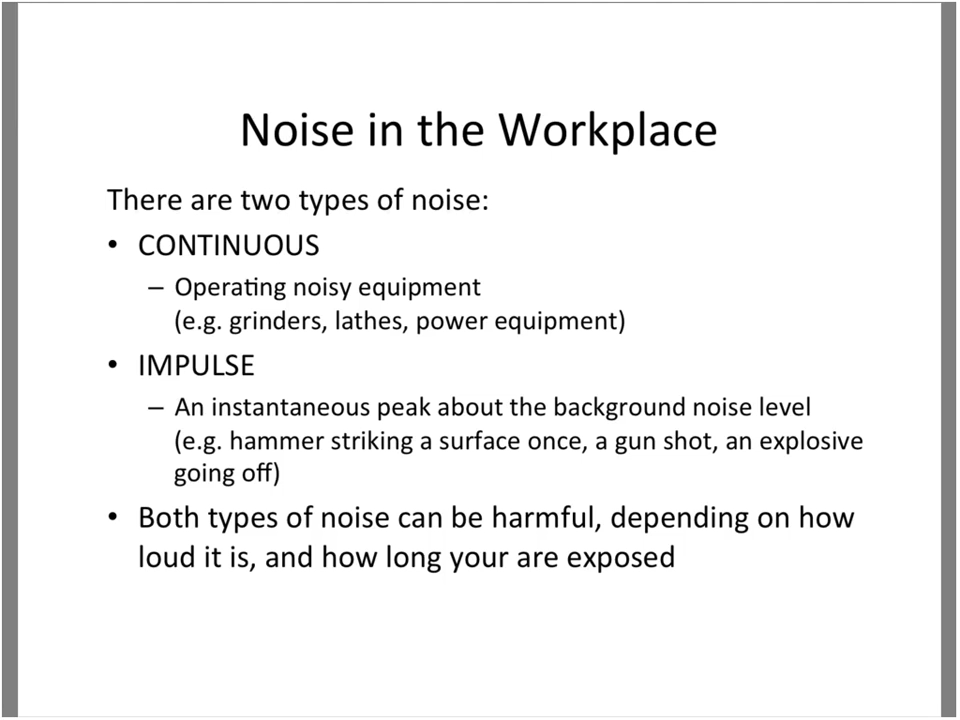 Noise in the Workplace
There are two types of noise:
• CONTINUOUS
– Operating noisy equipment
(e.g. grinders, lathes, power equipment)
• IMPULSE
– An instantaneous peak about the background noise level
(e.g. hammer striking a surface once, a gun shot, an explosive
going off)
• Both types of noise can be harmful, depending on how
loud it is, and how long your are exposed